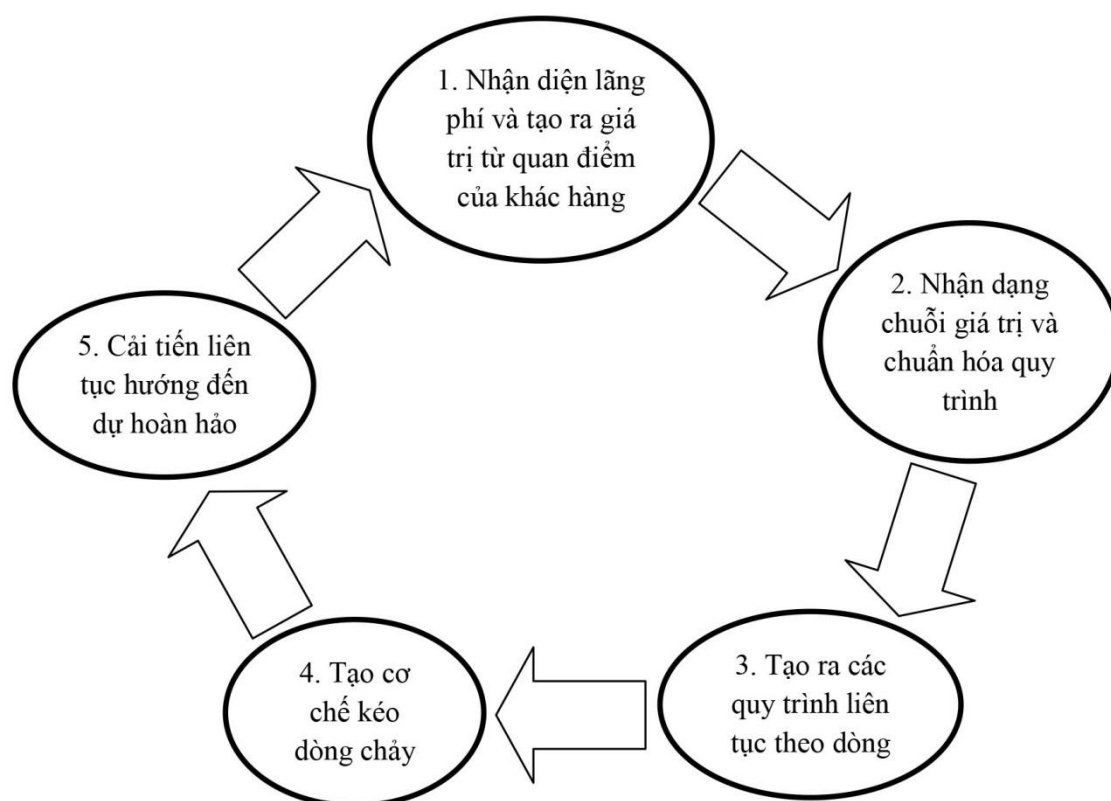 1. Nhận diện lãng
phí và tạo ra giá
trị từ quan điểm
của khác hàng
2. Nhận dạng
chuỗi giá trị và
chuẩn hóa quy
trình
3. Tạo ra các
quy trình liên
tục theo dòng
4. Tạo cơ
chế kéo
dòng chảy
5. Cải tiến liên
tục hướng đến
dự hoàn hảo